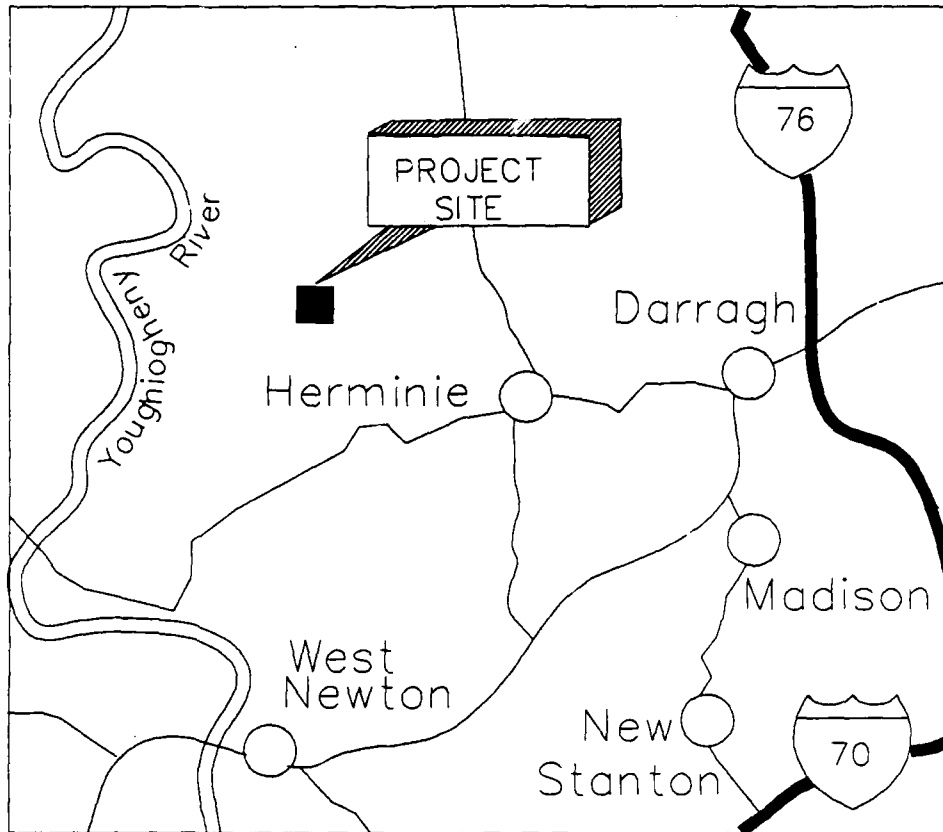 76
PROJECT
SITE
Youghiogheny River
Darragh
Herminie
Madison
West
Newton
New
Stanton
70